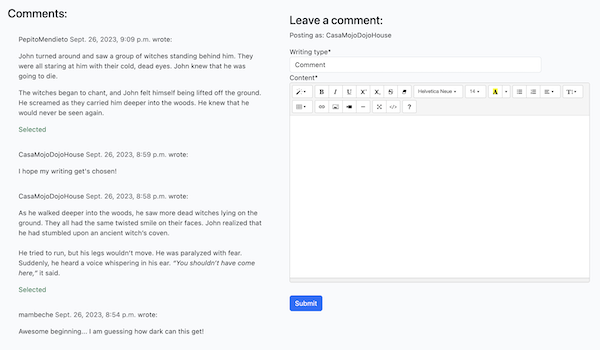 Comments:
PepitoMendieto Sept. 26, 2023, 9:09 p.m. wrote:
John turned around and saw a group of witches standing behind him. They
were all staring at him with their cold, dead eyes. John knew that he was
going to die.
The witches began to chant, and John felt himself being lifted off the ground.
He screamed as they carried him deeper into the woods. He knew that he
would never be seen again.
Selected
CasaMojoDojoHouse Sept. 26, 2023, 8:59 p.m. wrote:
I hope my writing get's chosen!
CasaMojoDojoHouse Sept. 26, 2023, 8:58 p.m. wrote:
As he walked deeper into the woods, he saw more dead witches lying on the
ground. They all had the same twisted smile on their faces. John realized that
he had stumbled upon an ancient witch's coven.
He tried to run, but his legs wouldn't move. He was paralyzed with fear.
Suddenly, he heard a voice whispering in his ear. "You shouldn't have come
here," it said.
Selected
mambeche Sept. 26, 2023, 8:54 p.m. wrote:
Awesome beginning... I am guessing how dark can this get!
Leave a comment:
Posting as: CasaMojoDojoHouse
Writing type*
Comment
Content*
B I U X² X₂ S Helvetica Neue 14 A T!
</> ?
Submit